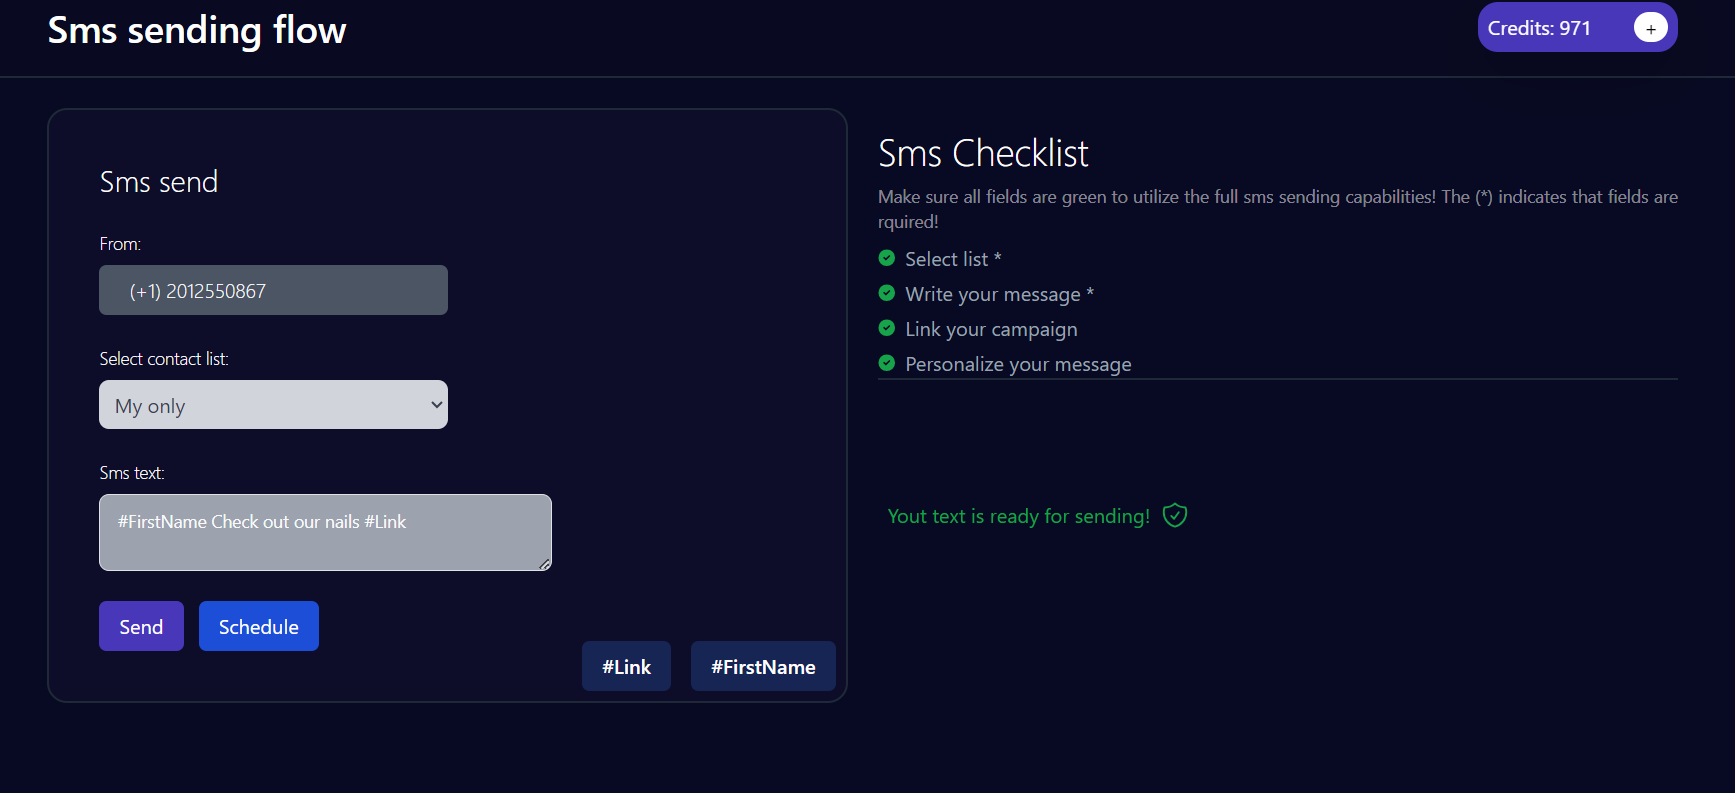 Sms sending flow
Credits: 971 +
Sms send
From:
(+1) 2012550867
Select contact list:
My only
Sms text:
#FirstName Check out our nails #Link
Send Schedule
#Link #FirstName
Sms Checklist
Make sure all fields are green to utilize the full sms sending capabilities! The (*) indicates that fields are
rquired!
Select list *
Write your message *
Link your campaign
Personalize your message
Yout text is ready for sending!